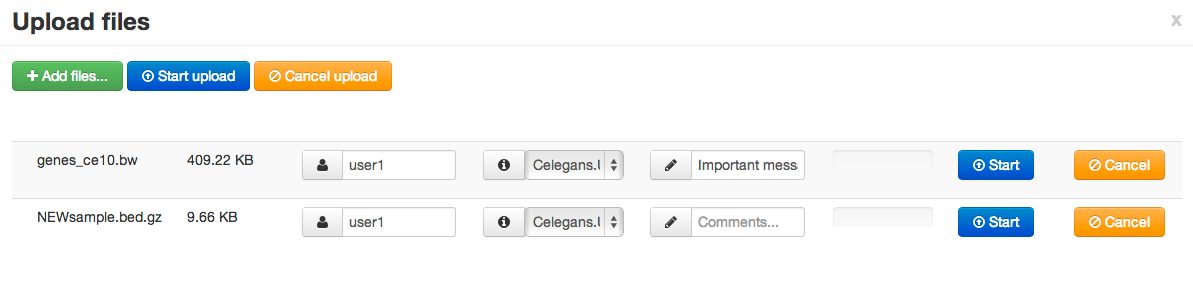 Upload files x
Add files... Start upload Cancel upload
genes_ce10.bw 409.22 KB user1 Celegans.U Important mess Start Cancel
NEWsample.bed.gz 9.66 KB user1 Celegans.U Comments... Start Cancel